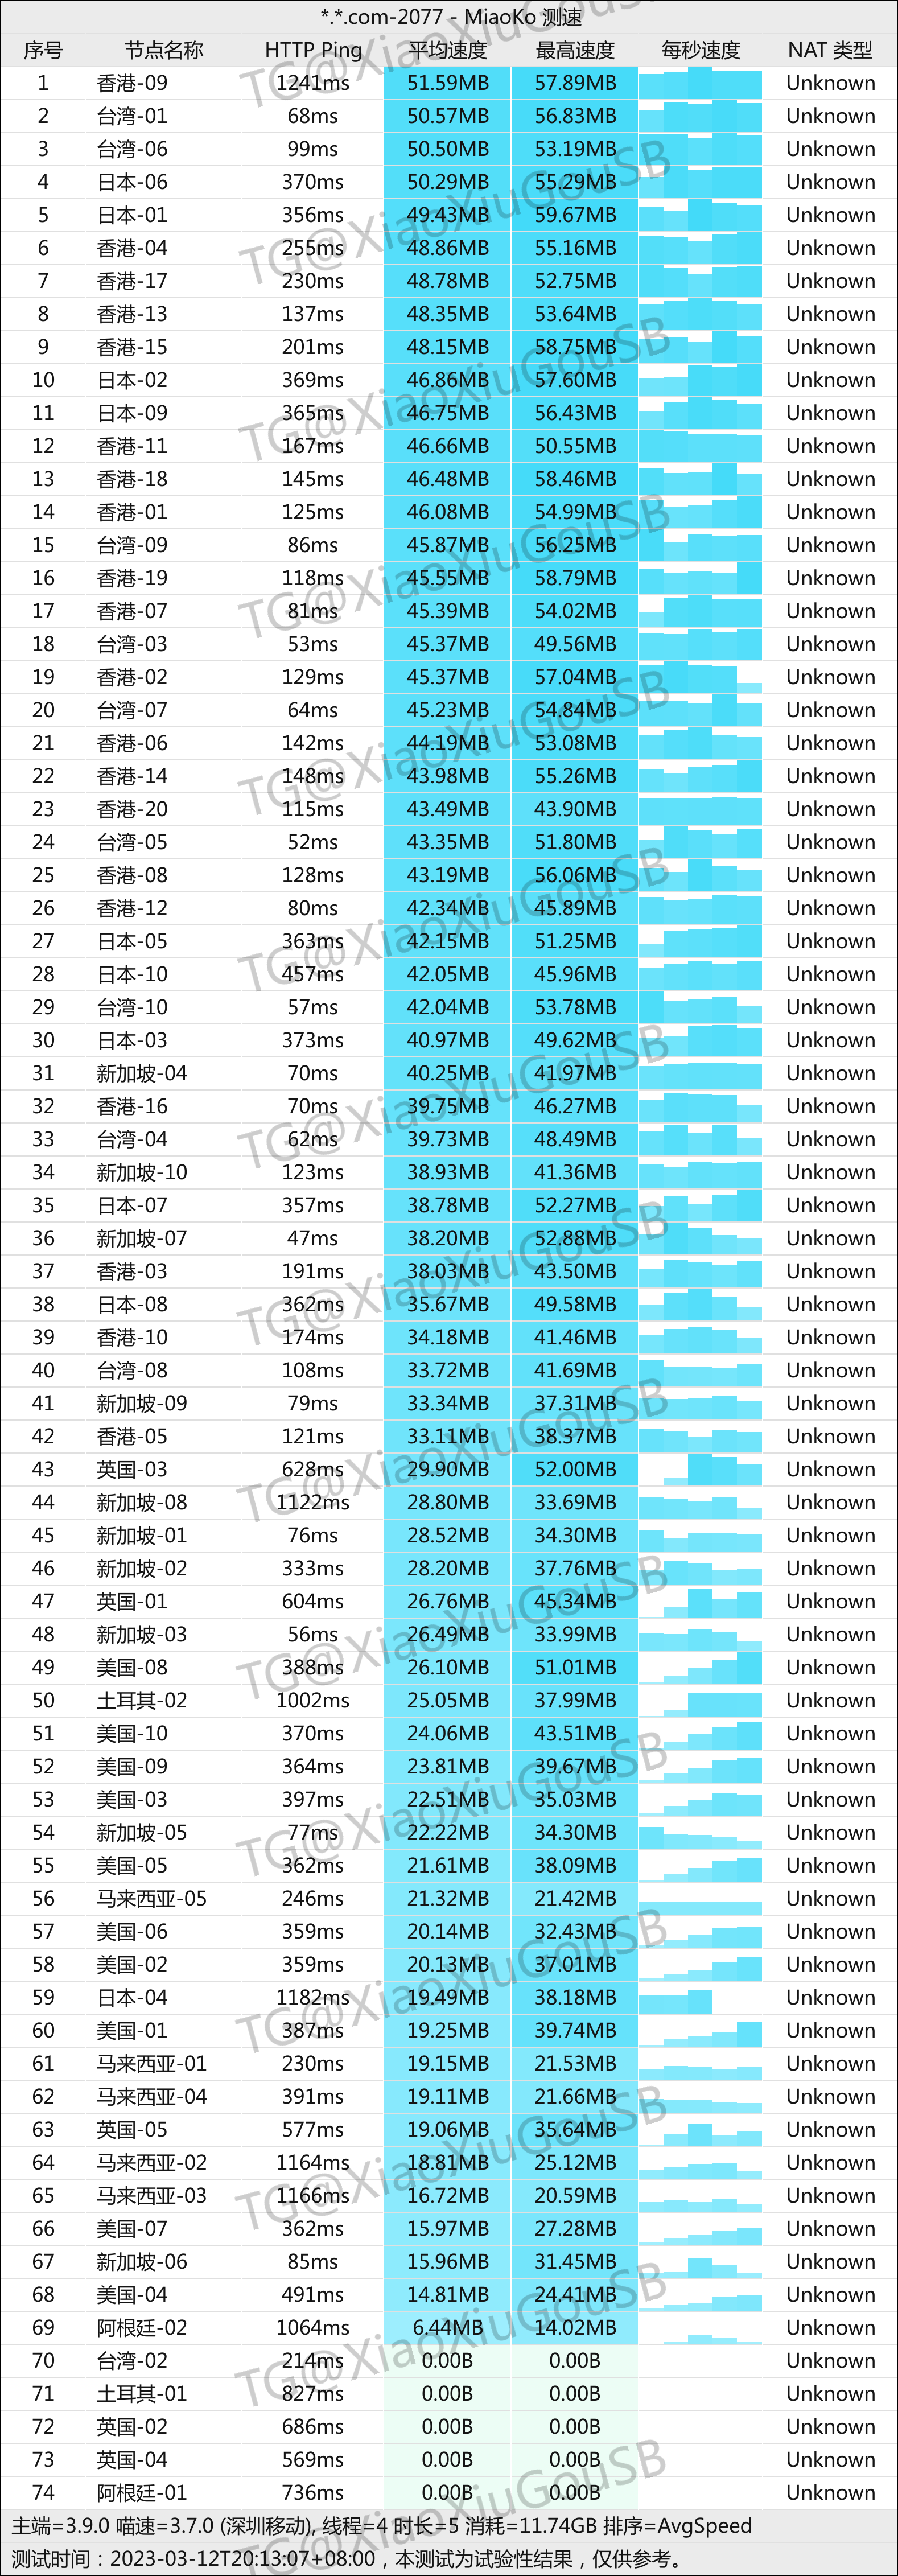 *.*.com-2077 - MiaoKo 测速
序号 节点名称 HTTP Ping 平均速度 最高速度 每秒速度 NAT 类型
1 香港-09 1241ms 51.59MB 57.89MB Unknown
2 台湾-01 68ms 50.57MB 56.83MB Unknown
3 台湾-06 99ms 50.50MB 53.19MB Unknown
4 日本-06 370ms 50.29MB 55.29MB Unknown
5 日本-01 356ms 49.43MB 59.67MB Unknown
6 香港-04 255ms 48.86MB 55.16MB Unknown
7 香港-17 230ms 48.78MB 52.75MB Unknown
8 香港-13 137ms 48.35MB 53.64MB Unknown
9 香港-15 201ms 48.15MB 58.75MB Unknown
10 日本-02 369ms 46.86MB 57.60MB Unknown
11 日本-09 365ms 46.75MB 56.43MB Unknown
12 香港-11 167ms 46.66MB 50.55MB Unknown
13 香港-18 145ms 46.48MB 58.46MB Unknown
14 香港-01 125ms 46.08MB 54.99MB Unknown
15 台湾-09 86ms 45.87MB 56.25MB Unknown
16 香港-19 118ms 45.55MB 58.79MB Unknown
17 香港-07 81ms 45.39MB 54.02MB Unknown
18 台湾-03 53ms 45.37MB 49.56MB Unknown
19 香港-02 129ms 45.37MB 57.04MB Unknown
20 台湾-07 64ms 45.23MB 54.84MB Unknown
21 香港-06 142ms 44.19MB 53.08MB Unknown
22 香港-14 148ms 43.98MB 55.26MB Unknown
23 香港-20 115ms 43.49MB 43.90MB Unknown
24 台湾-05 52ms 43.35MB 51.80MB Unknown
25 香港-08 128ms 43.19MB 56.06MB Unknown
26 香港-12 80ms 42.34MB 45.89MB Unknown
27 日本-05 363ms 42.15MB 51.25MB Unknown
28 日本-10 457ms 42.05MB 45.96MB Unknown
29 台湾-10 57ms 42.04MB 53.78MB Unknown
30 日本-03 373ms 40.97MB 49.62MB Unknown
31 新加坡-04 70ms 40.25MB 41.97MB Unknown
32 香港-16 70ms 39.75MB 46.27MB Unknown
33 台湾-04 62ms 39.73MB 48.49MB Unknown
34 新加坡-10 123ms 38.93MB 41.36MB Unknown
35 日本-07 357ms 38.78MB 52.27MB Unknown
36 新加坡-07 47ms 38.20MB 52.88MB Unknown
37 香港-03 191ms 38.03MB 43.50MB Unknown
38 日本-08 362ms 35.67MB 49.58MB Unknown
39 香港-10 174ms 34.18MB 41.46MB Unknown
40 台湾-08 108ms 33.72MB 41.69MB Unknown
41 新加坡-09 79ms 33.34MB 37.31MB Unknown
42 香港-05 121ms 33.11MB 38.37MB Unknown
43 英国-03 628ms 29.90MB 52.00MB Unknown
44 新加坡-08 1122ms 28.80MB 33.69MB Unknown
45 新加坡-01 76ms 28.52MB 34.30MB Unknown
46 新加坡-02 333ms 28.20MB 37.76MB Unknown
47 英国-01 604ms 26.76MB 45.34MB Unknown
48 新加坡-03 56ms 26.49MB 33.99MB Unknown
49 美国-08 388ms 26.10MB 51.01MB Unknown
50 土耳其-02 1002ms 25.05MB 37.99MB Unknown
51 美国-10 370ms 24.06MB 43.51MB Unknown
52 美国-09 364ms 23.81MB 39.67MB Unknown
53 美国-03 397ms 22.51MB 35.03MB Unknown
54 新加坡-05 77ms 22.22MB 34.30MB Unknown
55 美国-05 362ms 21.61MB 38.09MB Unknown
56 马来西亚-05 246ms 21.32MB 21.42MB Unknown
57 美国-06 359ms 20.14MB 32.43MB Unknown
58 美国-02 359ms 20.13MB 37.01MB Unknown
59 日本-04 1182ms 19.49MB 38.18MB Unknown
60 美国-01 387ms 19.25MB 39.74MB Unknown
61 马来西亚-01 230ms 19.15MB 21.53MB Unknown
62 马来西亚-04 391ms 19.11MB 21.66MB Unknown
63 英国-05 577ms 19.06MB 35.64MB Unknown
64 马来西亚-02 1164ms 18.81MB 25.12MB Unknown
65 马来西亚-03 1166ms 16.72MB 20.59MB Unknown
66 美国-07 362ms 15.97MB 27.28MB Unknown
67 新加坡-06 85ms 15.96MB 31.45MB Unknown
68 美国-04 491ms 14.81MB 24.41MB Unknown
69 阿根廷-02 1064ms 6.44MB 14.02MB Unknown
70 台湾-02 214ms 0.00B 0.00B Unknown
71 土耳其-01 827ms 0.00B 0.00B Unknown
72 英国-02 686ms 0.00B 0.00B Unknown
73 英国-04 569ms 0.00B 0.00B Unknown
74 阿根廷-01 736ms 0.00B 0.00B Unknown
主端=3.9.0 喵速=3.7.0 (深圳移动), 线程=4 时长=5 消耗=11.74GB 排序=AvgSpeed
测试时间：2023-03-12T20:13:07+08:00，本测试为试验性结果，仅供参考。
TG@XiaoXiuGouSB